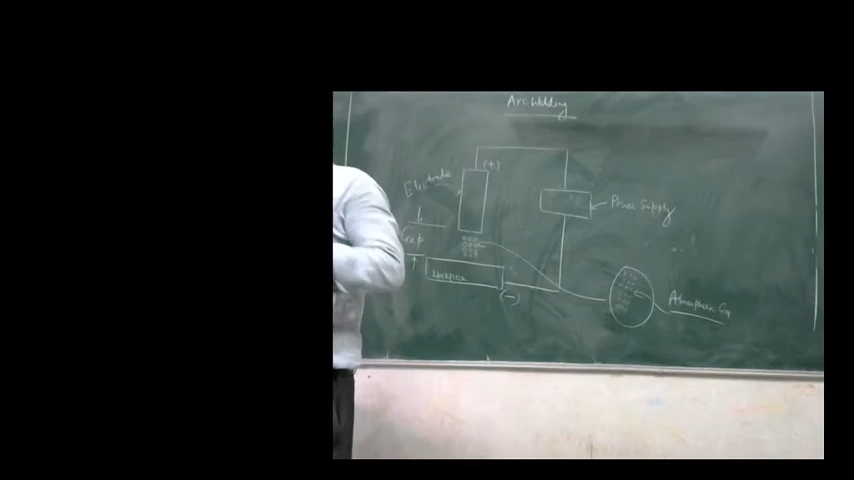 Arc Welding
(+)
Electrode
Power Supply
Gap
Workpiece
(-)
Atmospheric Gas